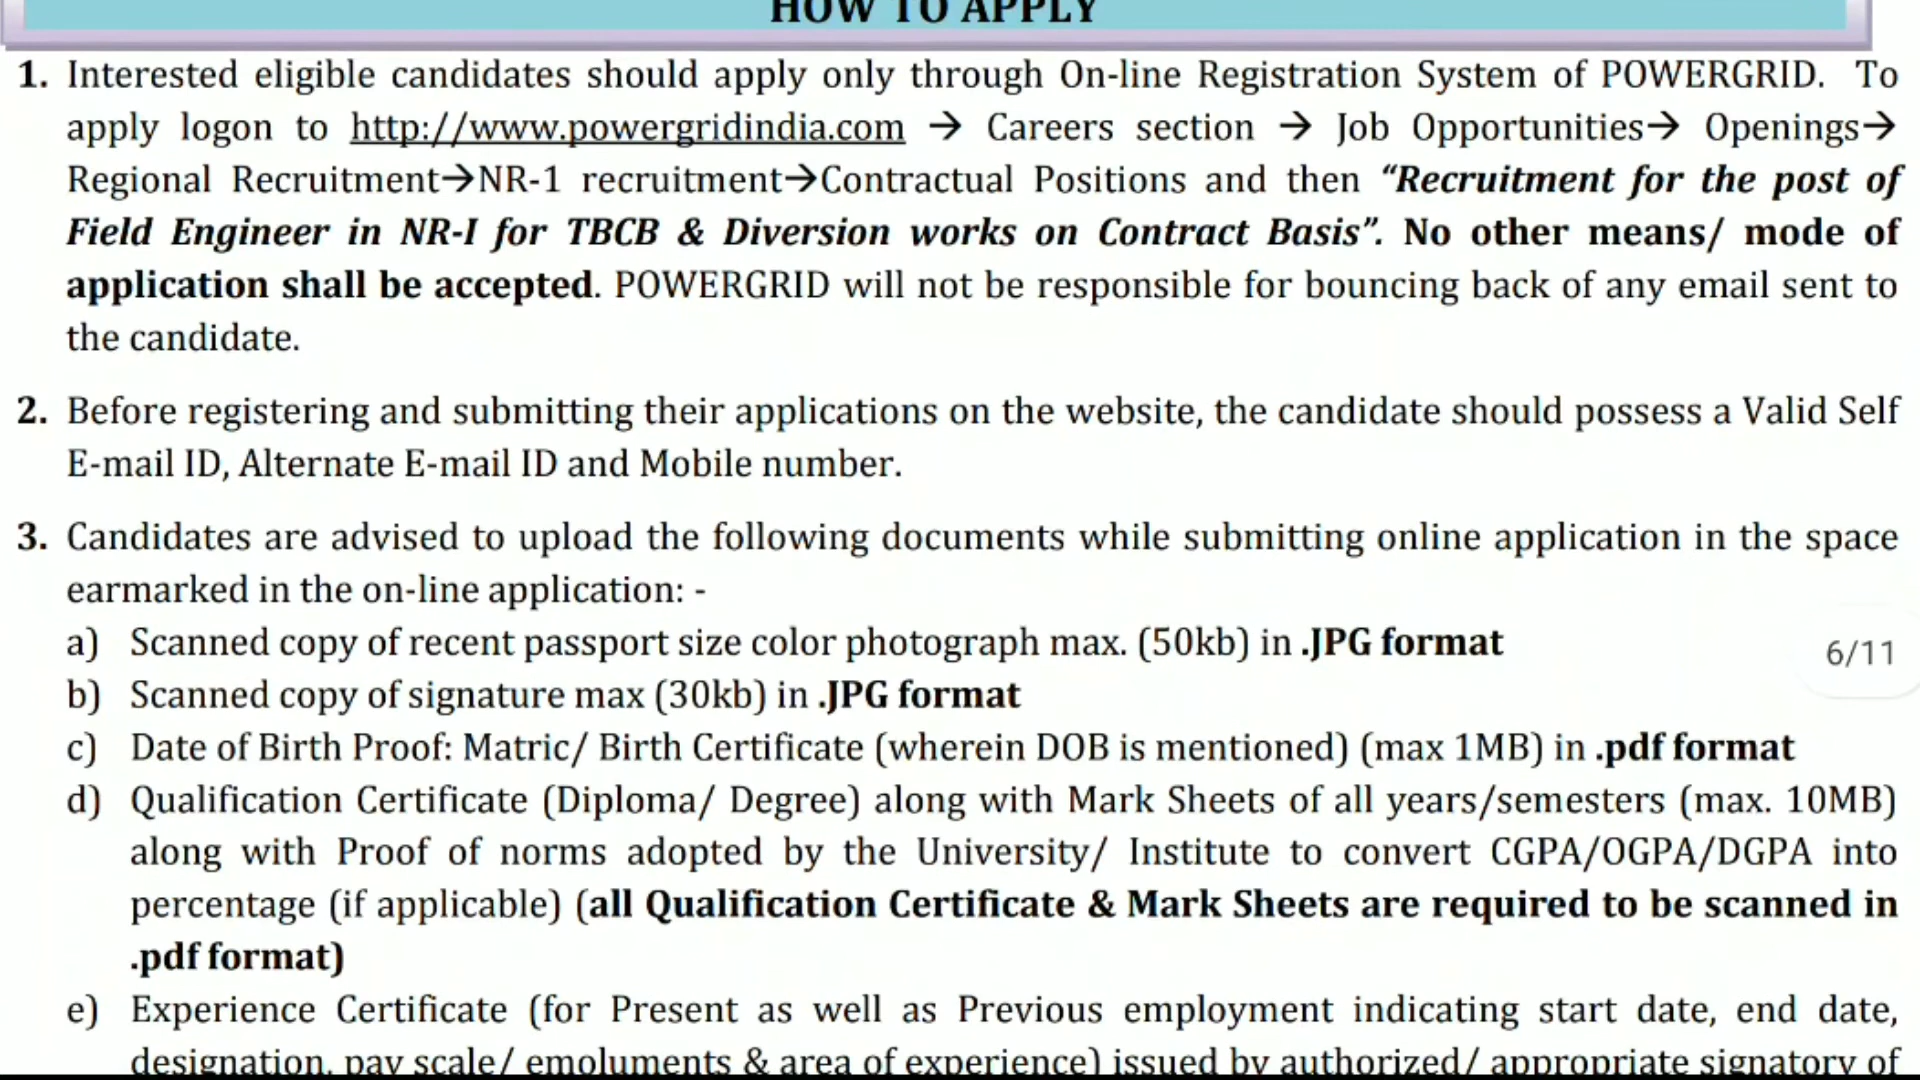 HOW TO APPLY
1. Interested eligible candidates should apply only through On-line Registration System of POWERGRID. To
apply logon to http://www.powergridindia.com → Careers section → Job Opportunities→ Openings→
Regional Recruitment→NR-1 recruitment→Contractual Positions and then “Recruitment for the post of
Field Engineer in NR-I for TBCB & Diversion works on Contract Basis”. No other means/ mode of
application shall be accepted. POWERGRID will not be responsible for bouncing back of any email sent to
the candidate.
2. Before registering and submitting their applications on the website, the candidate should possess a Valid Self
E-mail ID, Alternate E-mail ID and Mobile number.
3. Candidates are advised to upload the following documents while submitting online application in the space
earmarked in the on-line application: -
a) Scanned copy of recent passport size color photograph max. (50kb) in .JPG format
6/11
b) Scanned copy of signature max (30kb) in .JPG format
c) Date of Birth Proof: Matric/ Birth Certificate (wherein DOB is mentioned) (max 1MB) in .pdf format
d) Qualification Certificate (Diploma/ Degree) along with Mark Sheets of all years/semesters (max. 10MB)
along with Proof of norms adopted by the University/ Institute to convert CGPA/OGPA/DGPA into
percentage (if applicable) (all Qualification Certificate & Mark Sheets are required to be scanned in
.pdf format)
e) Experience Certificate (for Present as well as Previous employment indicating start date, end date,
designation, pay scale/ emoluments & area of experience) issued by authorized/ appropriate signatory of